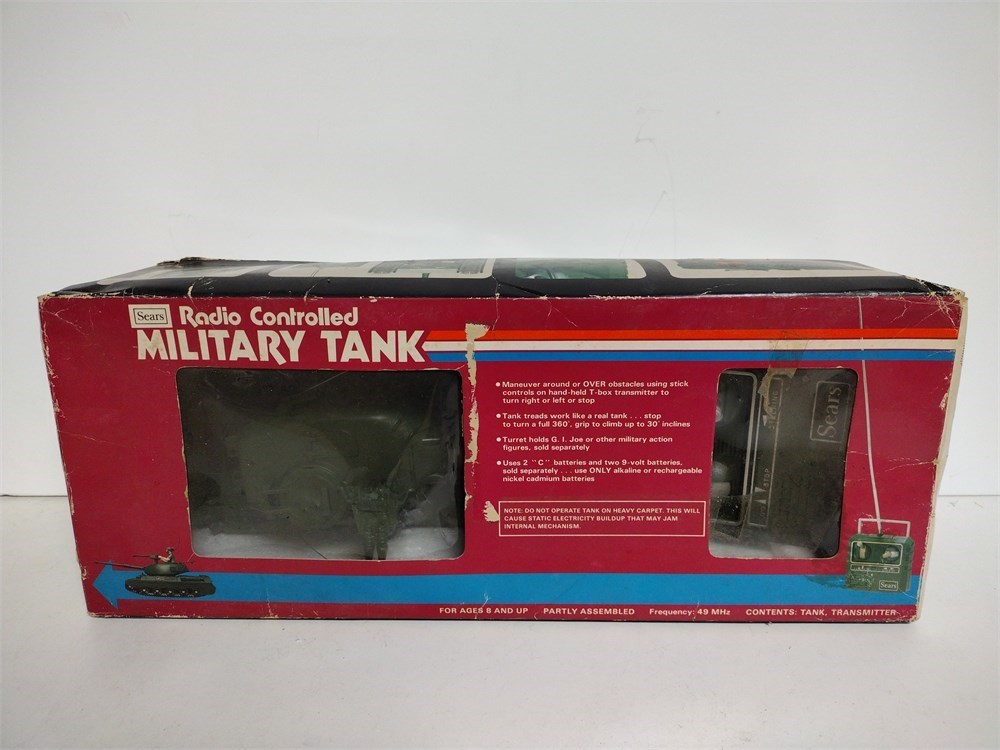 Sears Radio Controlled
MILITARY TANK
• Maneuver around or OVER obstacles using stick
controls on hand-held T-box transmitter to
turn right or left or stop
• Tank treads work like a real tank . . . stop
to turn a full 360°, grip to climb up to 30° inclines
• Turret holds G. I. Joe or other military action
figures, sold separately
• Uses 2 "C" batteries and two 9-volt batteries,
sold separately . . . use ONLY alkaline or rechargeable
nickel cadmium batteries
NOTE: DO NOT OPERATE TANK ON HEAVY CARPET. THIS WILL
CAUSE STATIC ELECTRICITY BUILDUP THAT MAY JAM
INTERNAL MECHANISM.
Sears
STOP
Sears
FOR AGES 8 AND UP PARTLY ASSEMBLED Frequency: 49 MHz CONTENTS: TANK, TRANSMITTER